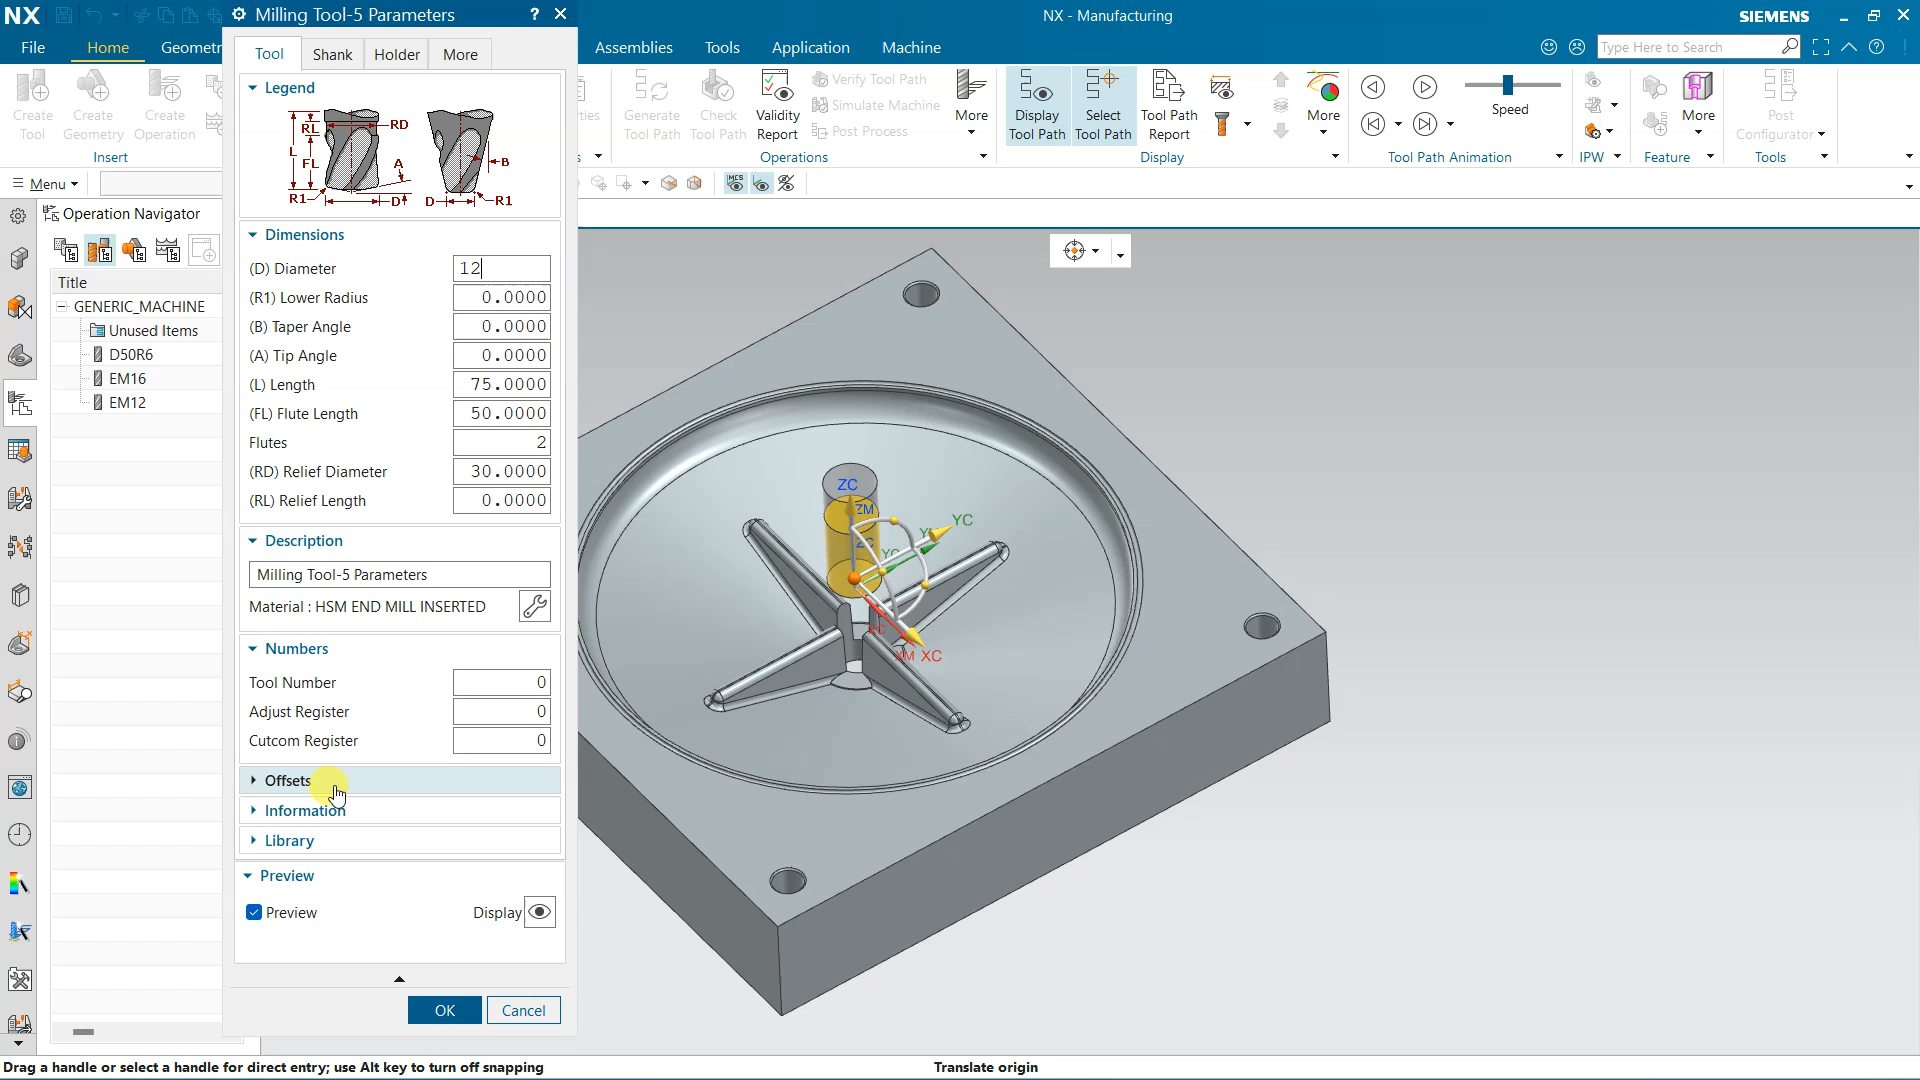 NX
Milling Tool-5 Parameters
?
NX - Manufacturing
SIEMENS
File
Home
Geometr
Assemblies
Tools
Application
Machine
Type Here to Search
Create
Tool
Create
Geometry
Create
Operation
Insert
Tool
Shank
Holder
More
ties
Generate
Tool Path
Check
Tool Path
Validity
Report
Verify Tool Path
Simulate Machine
Post Process
More
Operations
Display
Tool Path
Select
Tool Path
Tool Path
Report
More
Display
Speed
Tool Path Animation
IPW
More
Feature
Post
Configurator
Tools
Menu
MCS
Operation Navigator
Title
GENERIC_MACHINE
Unused Items
D50R6
EM16
EM12
Legend
RL
RD
L
FL
A
B
R1
D
D
R1
Dimensions
(D) Diameter 12
(R1) Lower Radius 0.0000
(B) Taper Angle 0.0000
(A) Tip Angle 0.0000
(L) Length 75.0000
(FL) Flute Length 50.0000
Flutes 2
(RD) Relief Diameter 30.0000
(RL) Relief Length 0.0000
Description
Milling Tool-5 Parameters
Material : HSM END MILL INSERTED
Numbers
Tool Number 0
Adjust Register 0
Cutcom Register 0
Offsets
Information
Library
Preview
Preview
Display
OK
Cancel
ZC
ZM
YC
ZC
YC
XC
XM XC
Drag a handle or select a handle for direct entry; use Alt key to turn off snapping
Translate origin